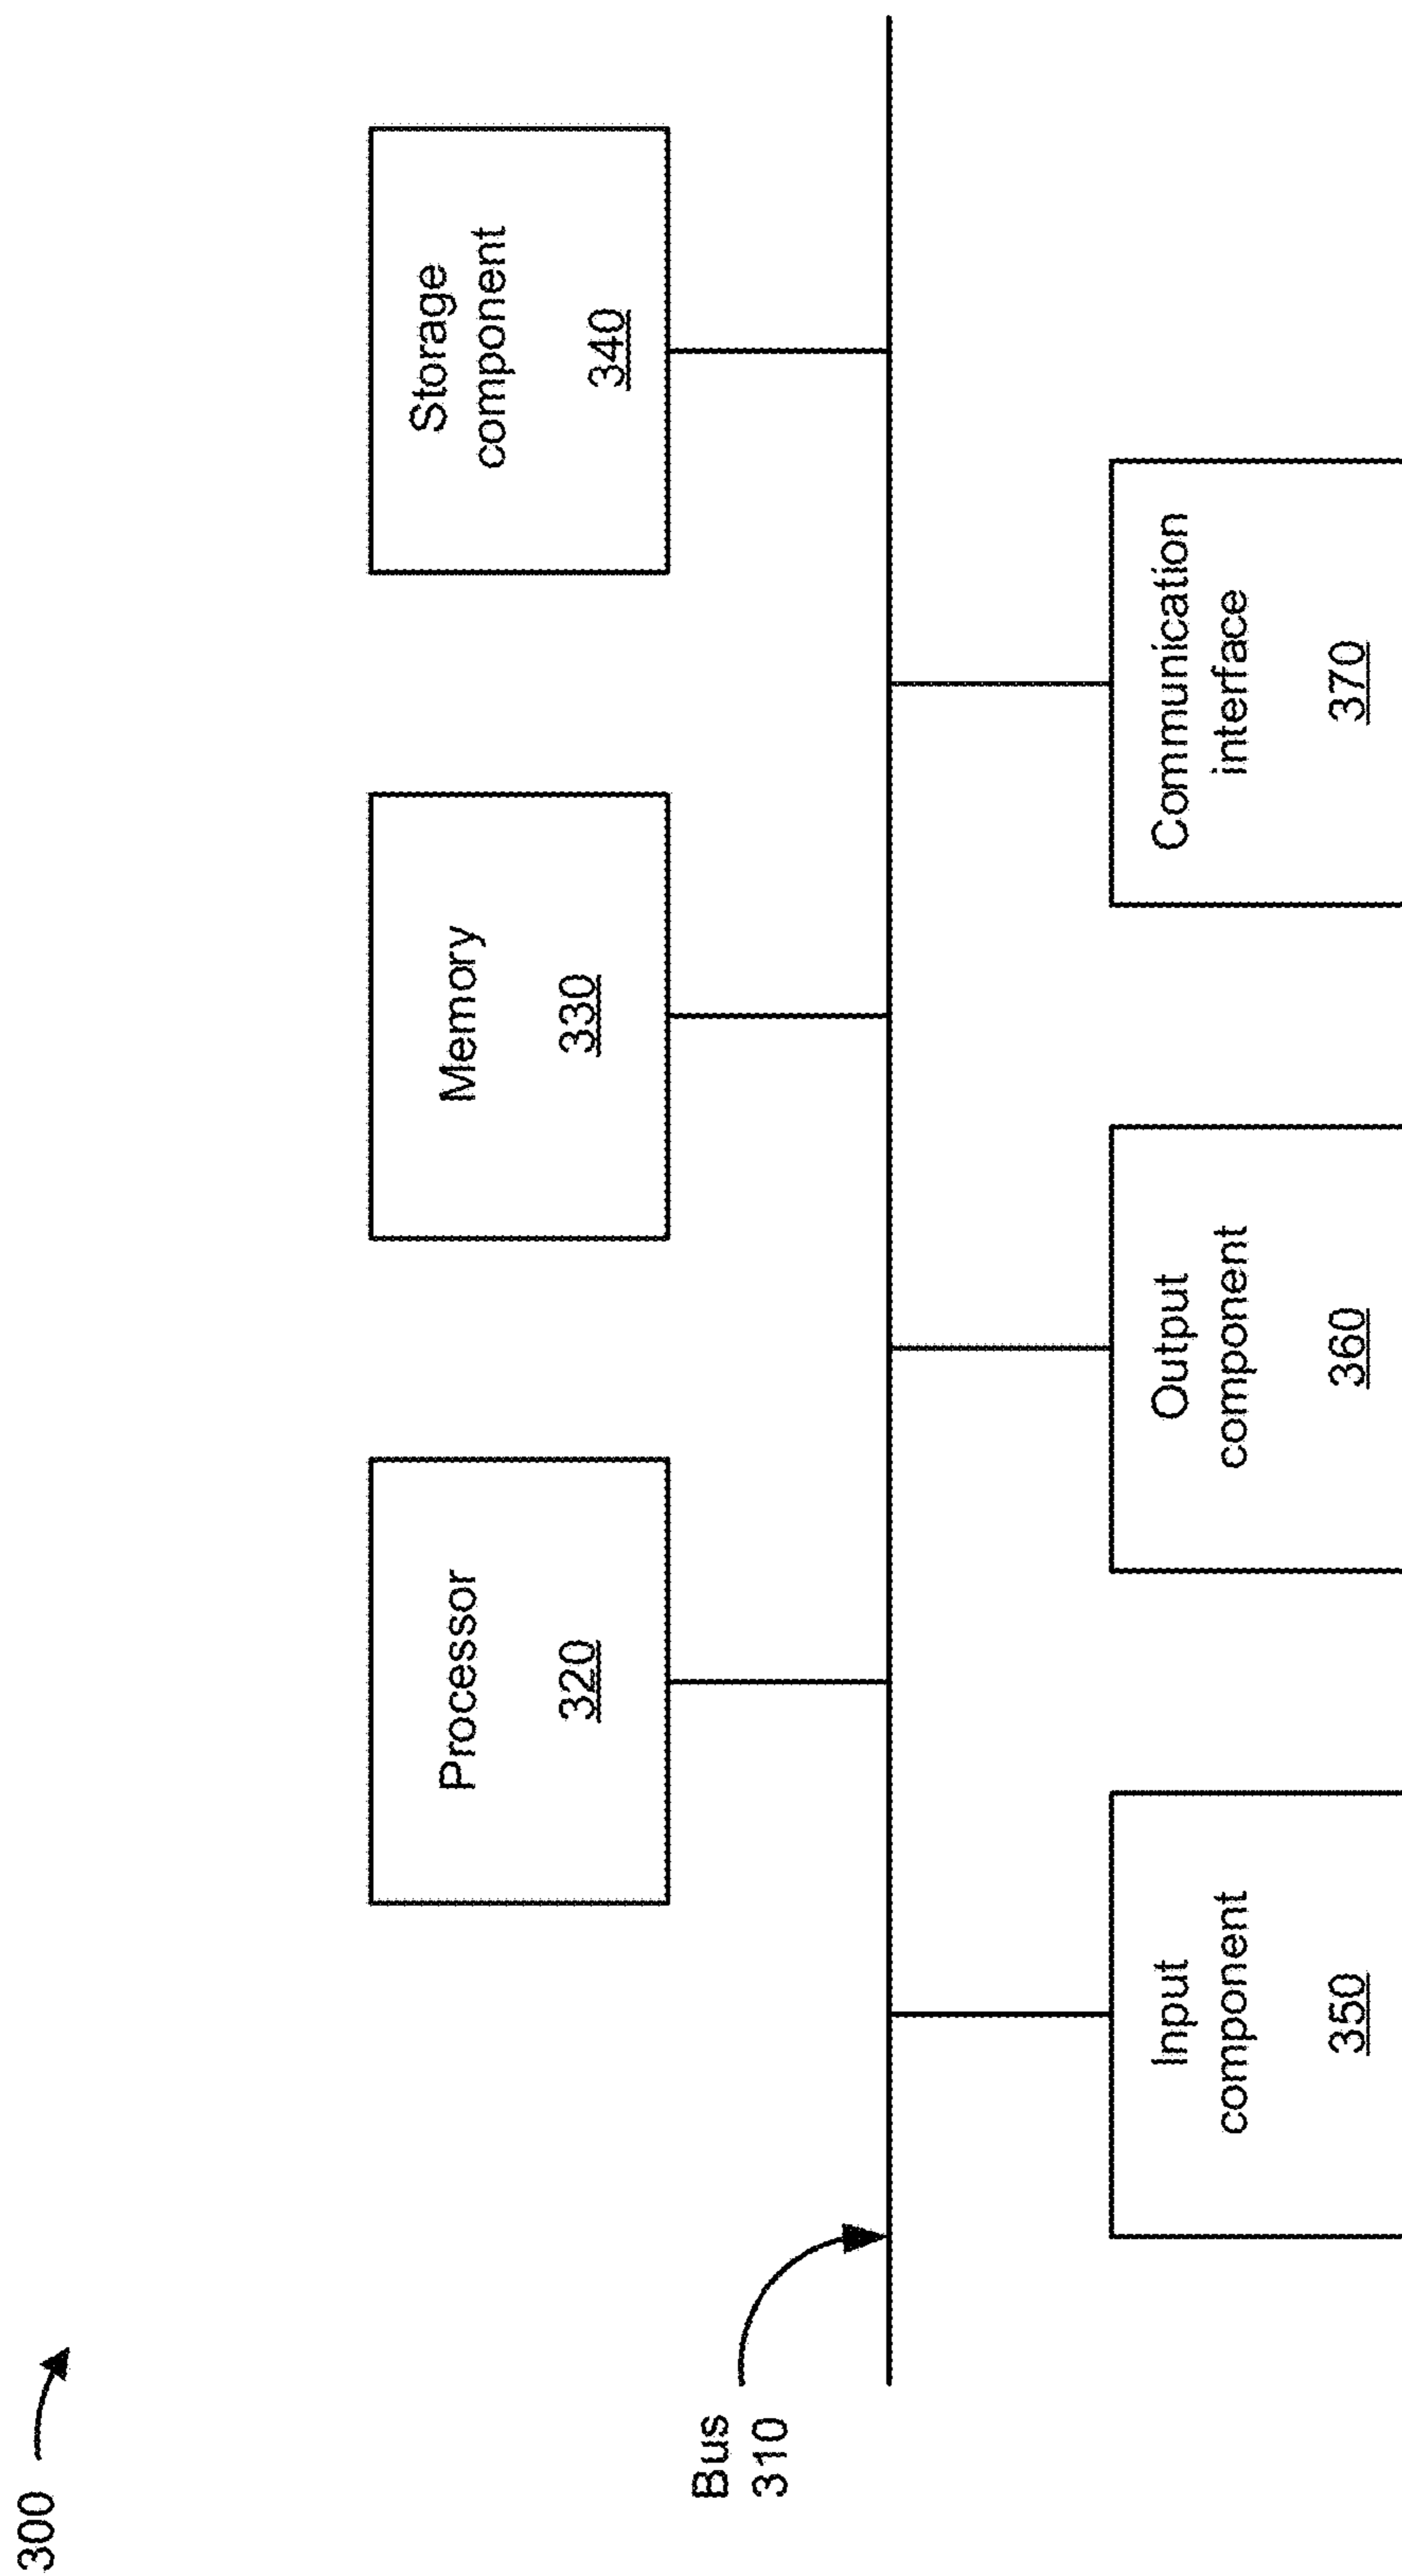 300
Bus
310
Processor
320
Memory
330
Storage
component
340
Input
component
350
Output
component
360
Communication
interface
370